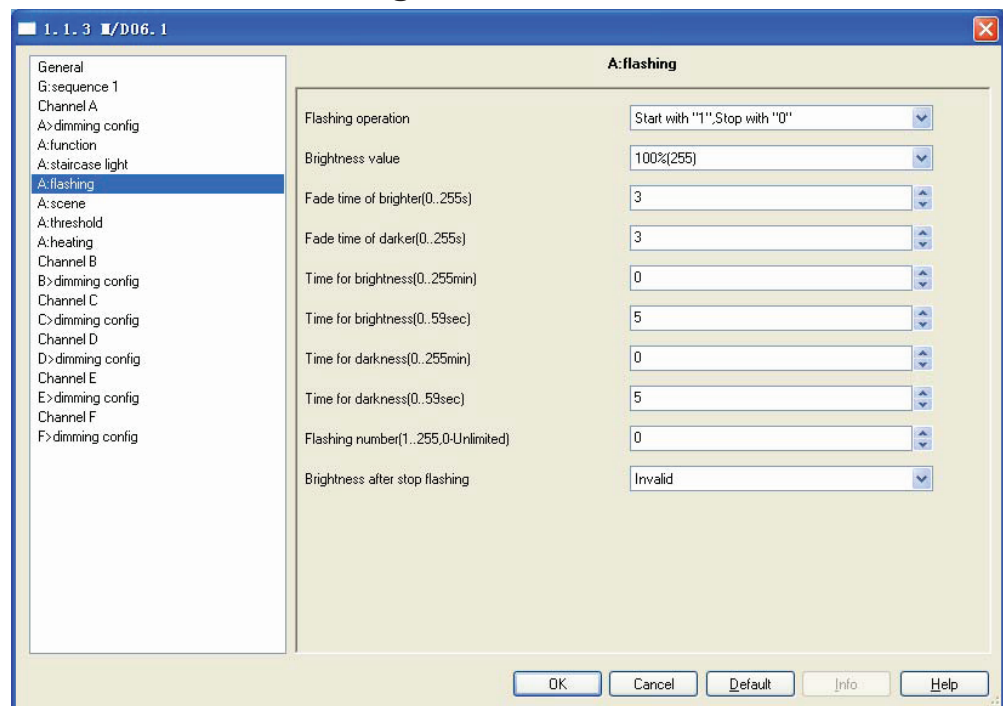 1.1.3 M/D06.1
General
G:sequence 1
Channel A
A>dimming config
A:function
A:staircase light
A:flashing
A:scene
A:threshold
A:heating
Channel B
B>dimming config
Channel C
C>dimming config
Channel D
D>dimming config
Channel E
E>dimming config
Channel F
F>dimming config
A:flashing
Flashing operation Start with "1",Stop with "0"
Brightness value 100%(255)
Fade time of brighter(0..255s) 3
Fade time of darker(0..255s) 3
Time for brightness(0..255min) 0
Time for brightness(0..59sec) 5
Time for darkness(0..255min) 0
Time for darkness(0..59sec) 5
Flashing number(1..255,0-Unlimited) 0
Brightness after stop flashing Invalid
OK Cancel Default Info Help